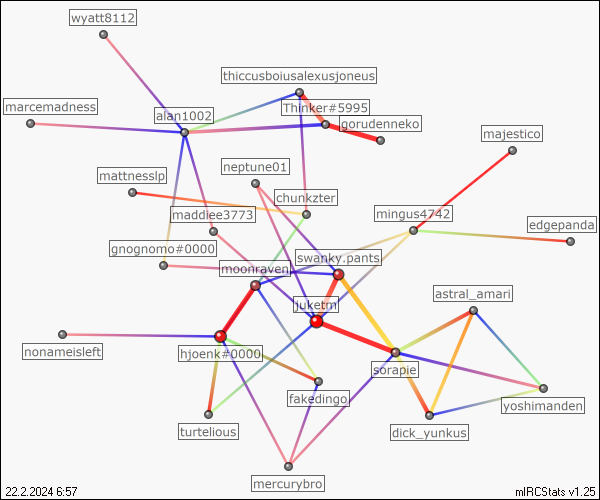 wyatt8112
thiccusboiusalexusjoneus
marcemadness
alan1002
Thinker#5995
gorudenneko
majestico
neptune01
mattnesslp
chunkzter
maddiee3773
mingus4742
edgepanda
gnognomo#0000
swanky.pants
moonraven
astral_amari
juketm
nonameisleft
hjoenk#0000
sorapie
fakedingo
yoshimanden
turtelious
dick_yunkus
mercurybro
22.2.2024 6:57
mIRCStats v1.25